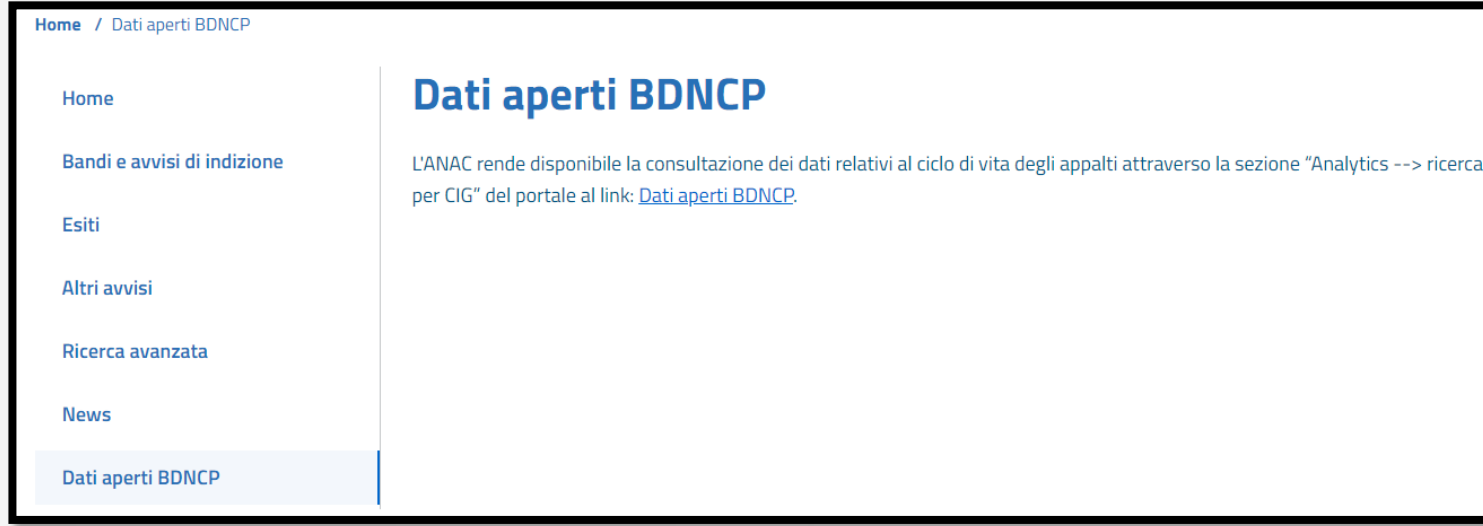 Home / Dati aperti BDNCP
Home
Bandi e avvisi di indizione
Esiti
Altri avvisi
Ricerca avanzata
News
Dati aperti BDNCP
Dati aperti BDNCP
L'ANAC rende disponibile la consultazione dei dati relativi al ciclo di vita degli appalti attraverso la sezione “Analytics --> ricerca
per CIG” del portale al link: Dati aperti BDNCP.